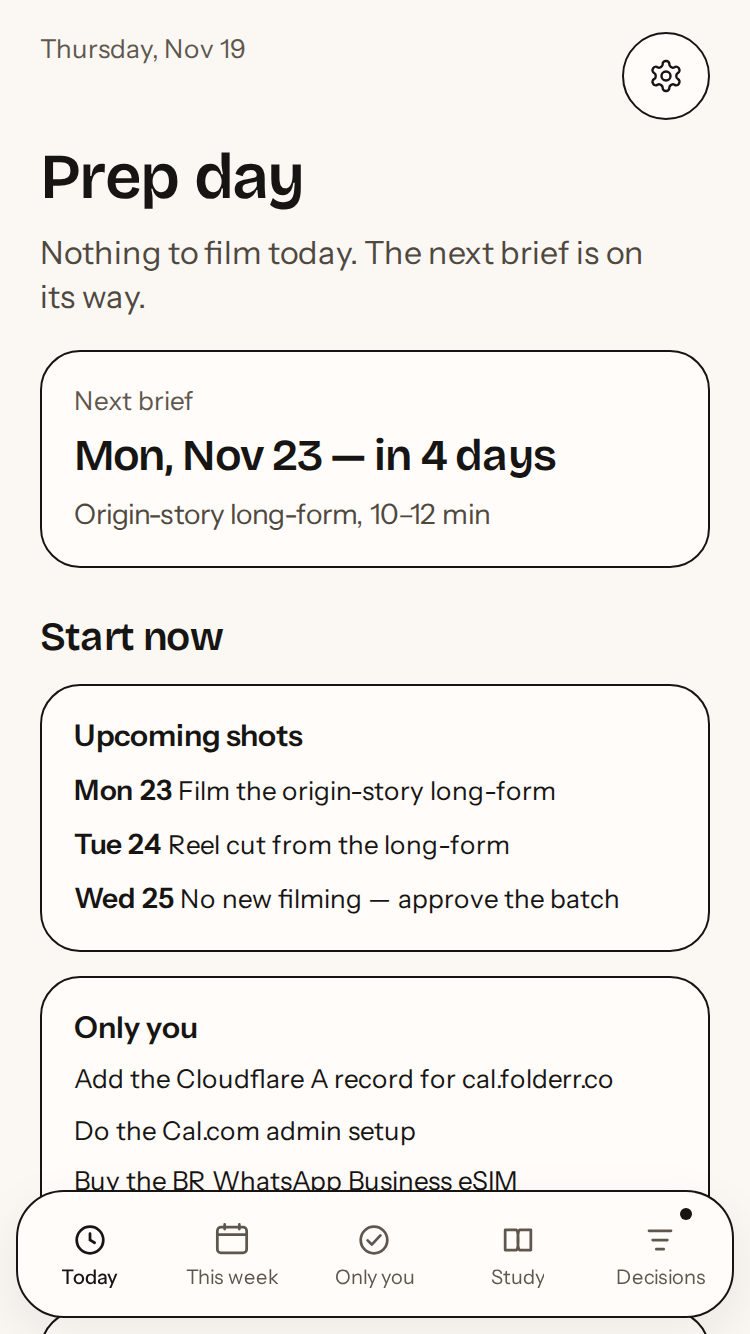 Thursday, Nov 19
Prep day
Nothing to film today. The next brief is on
its way.
Next brief
Mon, Nov 23 — in 4 days
Origin-story long-form, 10–12 min
Start now
Upcoming shots
Mon 23 Film the origin-story long-form
Tue 24 Reel cut from the long-form
Wed 25 No new filming — approve the batch
Only you
Add the Cloudflare A record for cal.folderr.co
Do the Cal.com admin setup
Buy the BR WhatsApp Business eSIM
Today
This week
Only you
Study
Decisions